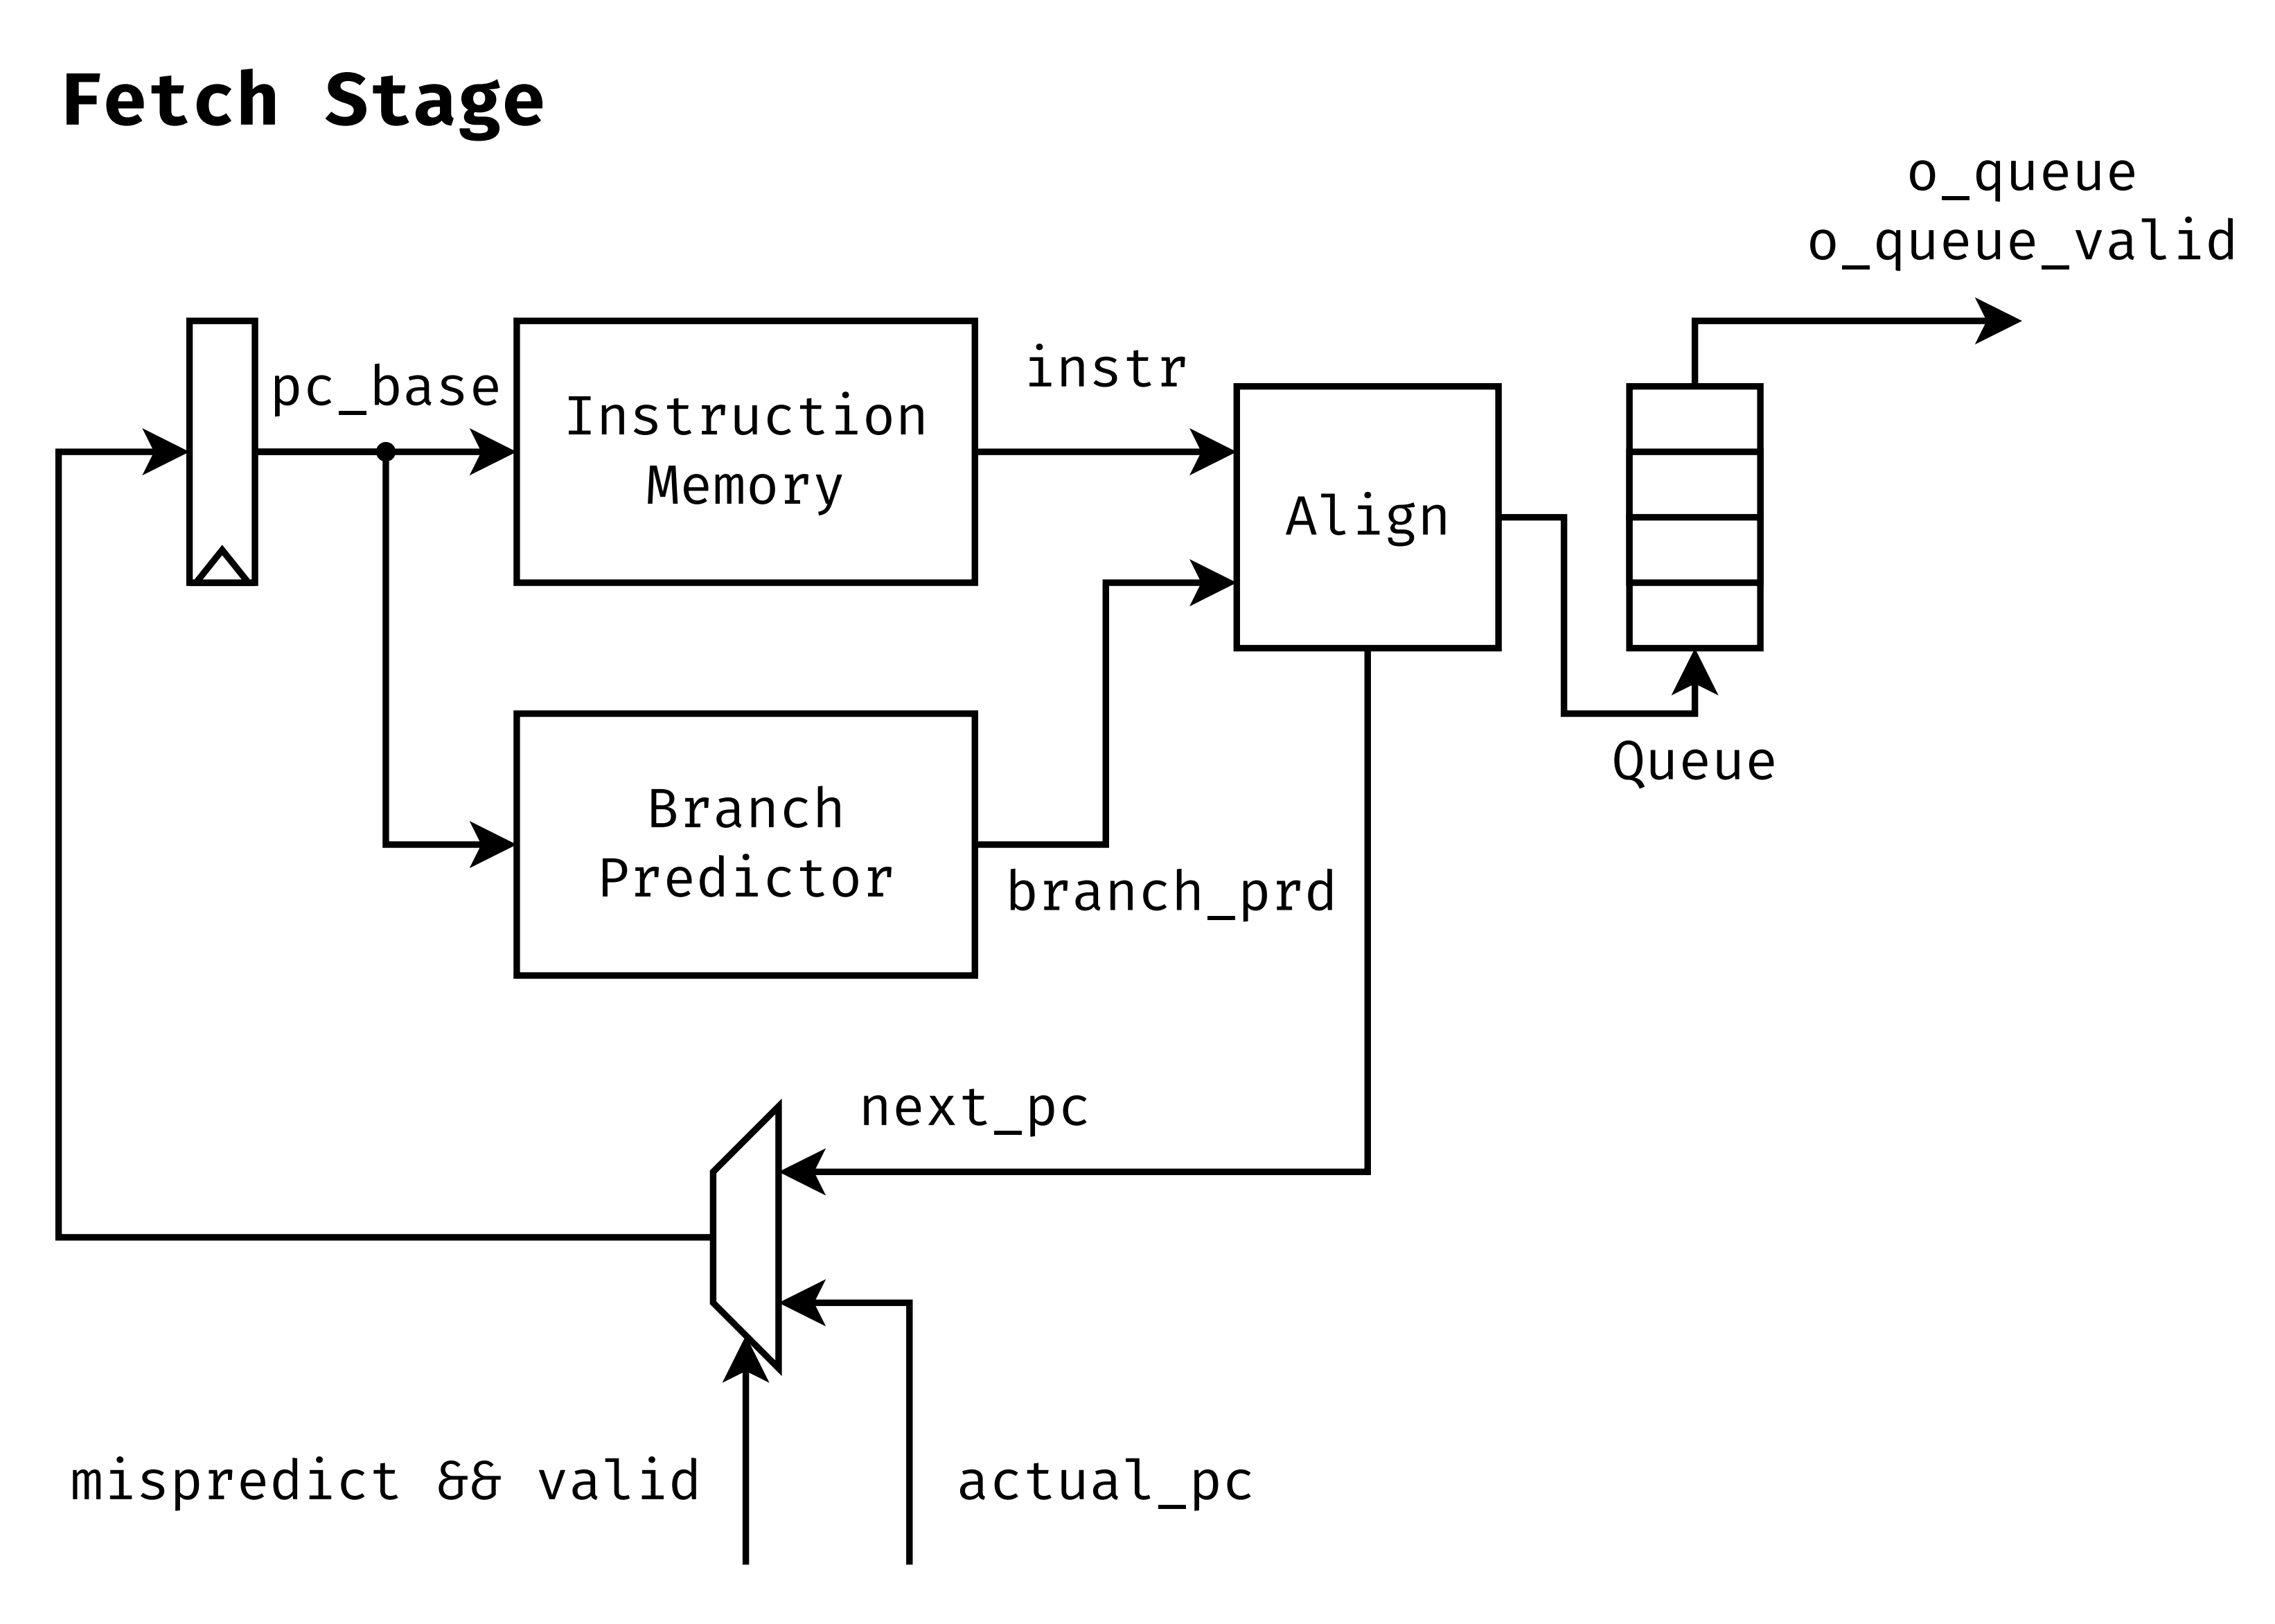 Fetch Stage
o_queue
o_queue_valid
pc_base
Instruction
Memory
instr
Align
Queue
Branch
Predictor
branch_prd
next_pc
mispredict && valid
actual_pc